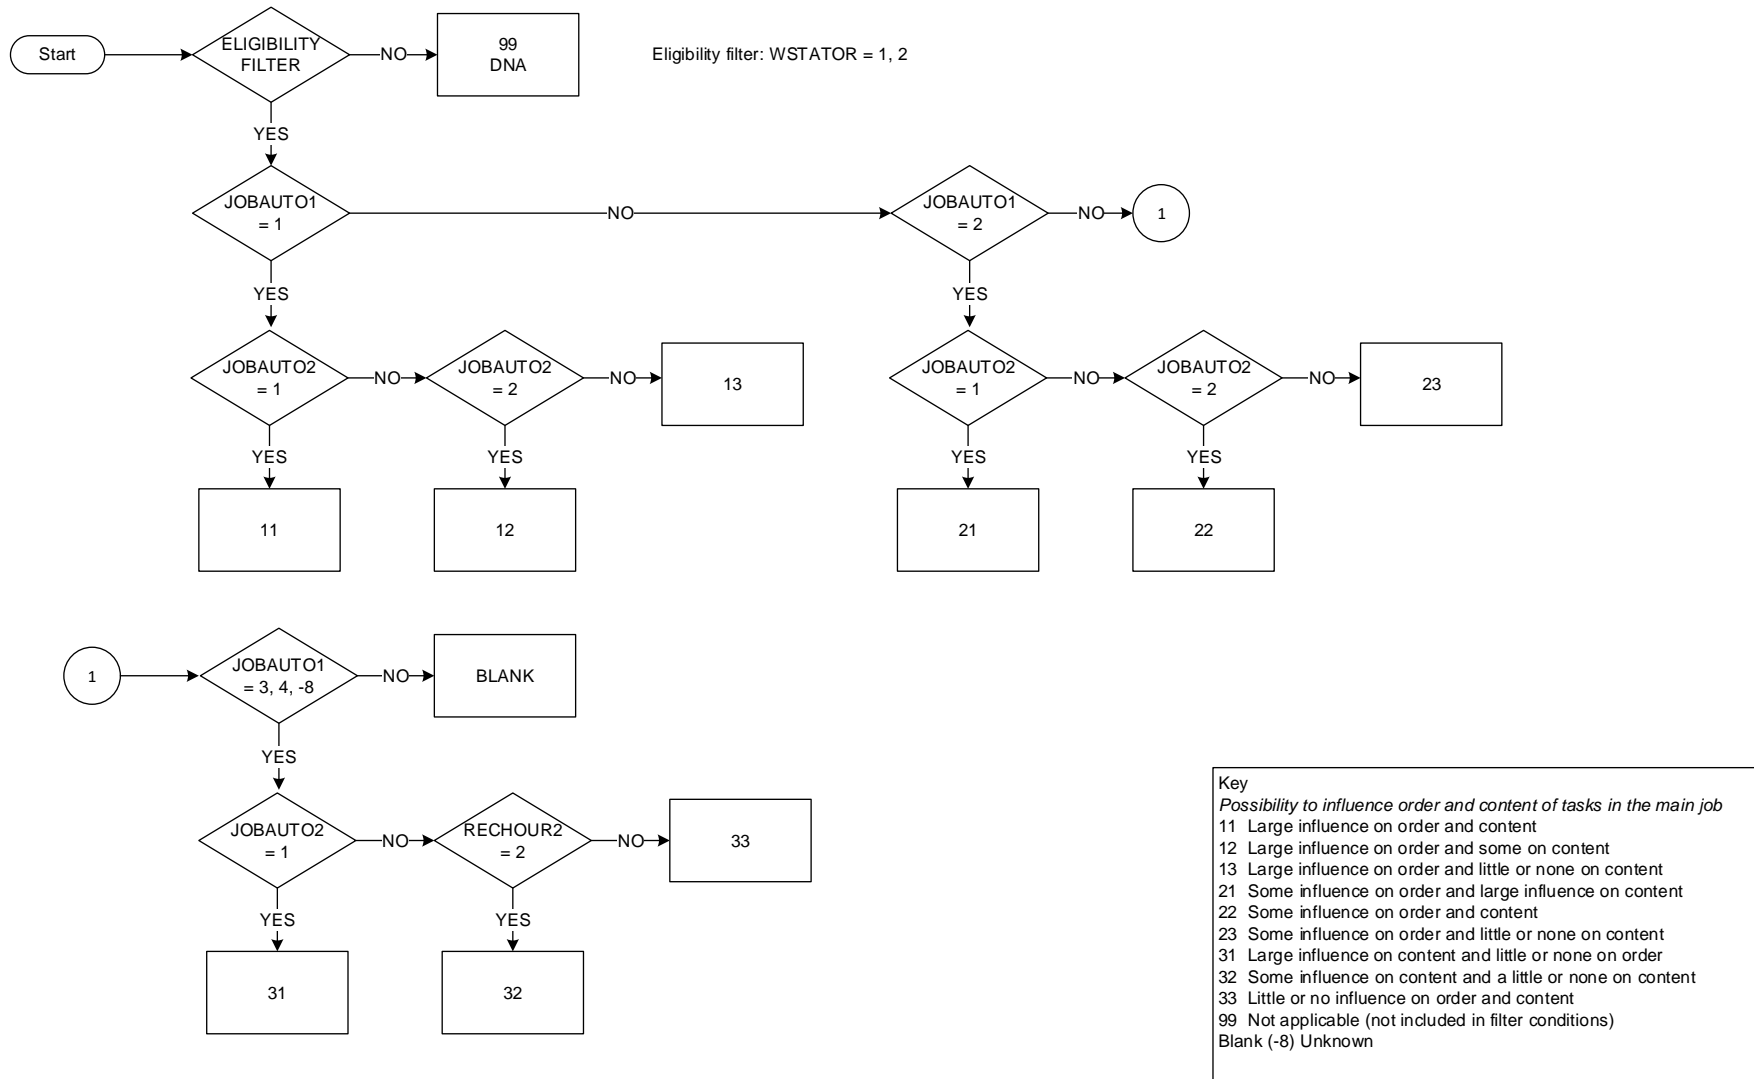 Start
ELIGIBILITY
FILTER
NO
99
DNA
Eligibility filter: WSTATOR = 1, 2
YES
JOBAUTO1
= 1
NO
JOBAUTO1
= 2
NO
1
YES
YES
JOBAUTO2
= 1
NO
JOBAUTO2
= 2
NO
13
JOBAUTO2
= 1
NO
JOBAUTO2
= 2
NO
23
YES
YES
YES
YES
11
12
21
22
1
JOBAUTO1
= 3, 4, -8
NO
BLANK
YES
JOBAUTO2
= 1
NO
RECHOUR2
= 2
NO
33
YES
YES
31
32
Key
Possibility to influence order and content of tasks in the main job
11 Large influence on order and content
12 Large influence on order and some on content
13 Large influence on order and little or none on content
21 Some influence on order and large influence on content
22 Some influence on order and content
23 Some influence on order and little or none on content
31 Large influence on content and little or none on order
32 Some influence on content and a little or none on content
33 Little or no influence on order and content
99 Not applicable (not included in filter conditions)
Blank (-8) Unknown